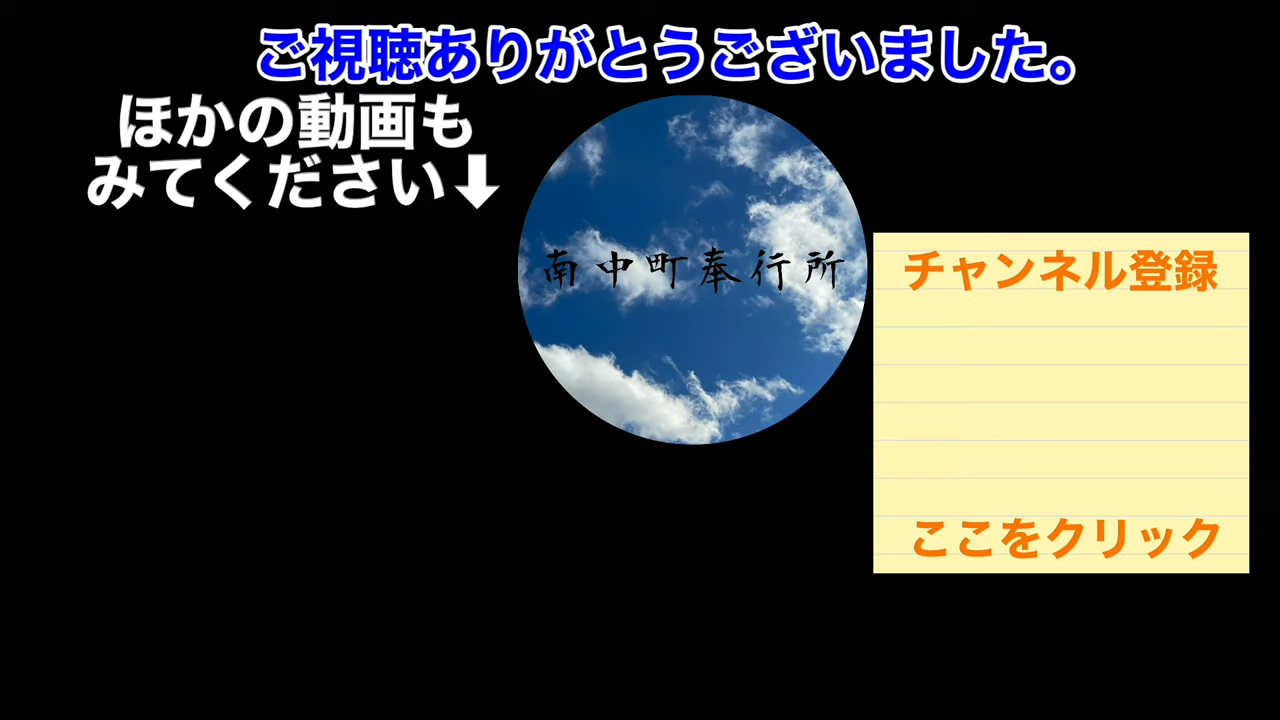 ご視聴ありがとうございました。
ほかの動画も
みてください⬇
南中町奉行所
チャンネル登録
ここをクリック